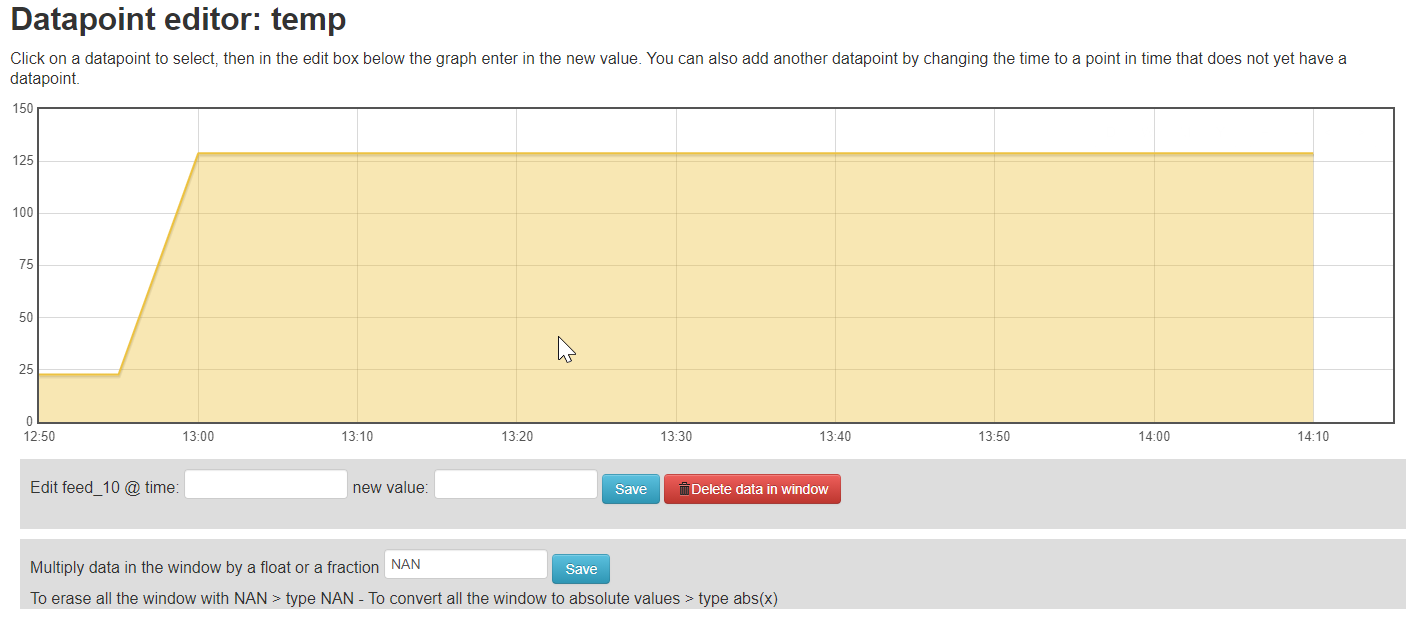 Datapoint editor: temp
Click on a datapoint to select, then in the edit box below the graph enter in the new value. You can also add another datapoint by changing the time to a point in time that does not yet have a
datapoint.
150
125
100
75
50
25
0
12:50 13:00 13:10 13:20 13:30 13:40 13:50 14:00 14:10
Edit feed_10 @ time: new value: Save Delete data in window
Multiply data in the window by a float or a fraction NAN Save
To erase all the window with NAN > type NAN - To convert all the window to absolute values > type abs(x)